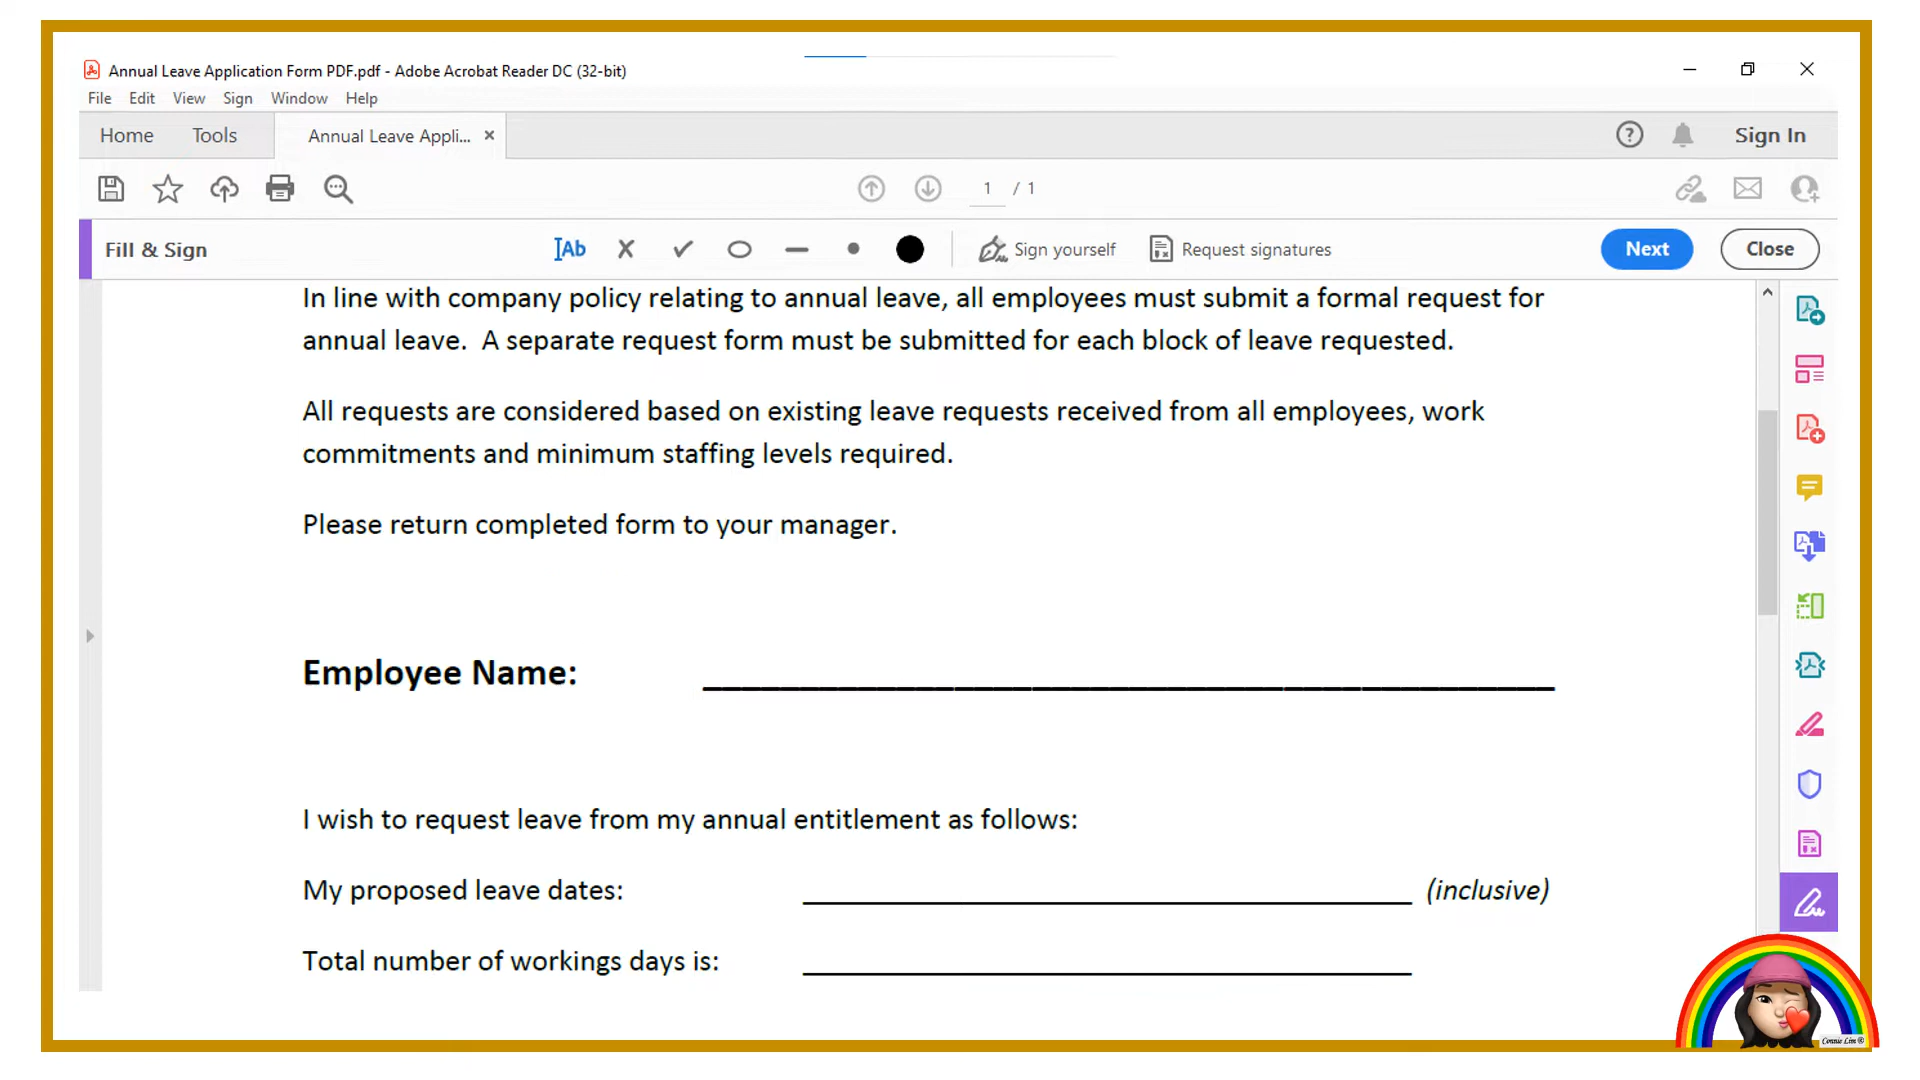 Annual Leave Application Form PDF.pdf - Adobe Acrobat Reader DC (32-bit)
File Edit View Sign Window Help
Home Tools Annual Leave Appli... × Sign In
1 / 1
Fill & Sign Ab Sign yourself Request signatures Next Close
In line with company policy relating to annual leave, all employees must submit a formal request for
annual leave. A separate request form must be submitted for each block of leave requested.
All requests are considered based on existing leave requests received from all employees, work
commitments and minimum staffing levels required.
Please return completed form to your manager.
Employee Name: ______________________________
I wish to request leave from my annual entitlement as follows:
My proposed leave dates: ______________________________ (inclusive)
Total number of workings days is: ______________________________
Connie Lim ®